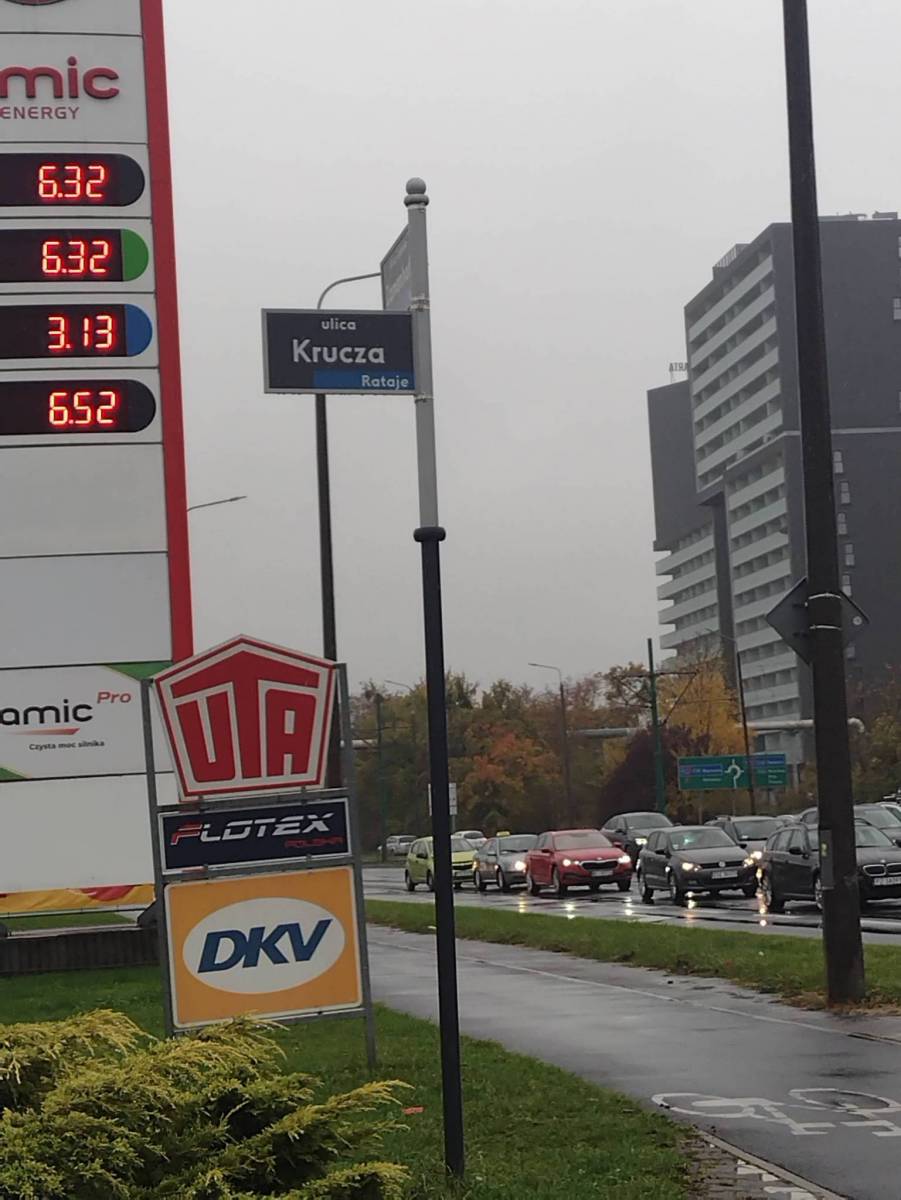 mic
ENERGY
6.32
6.32
3.13
6.52
ulica
Krucza
Rataje
amic Pro
Czysta moc silnika
UTA
FLOTEX
POLSKA
DKV